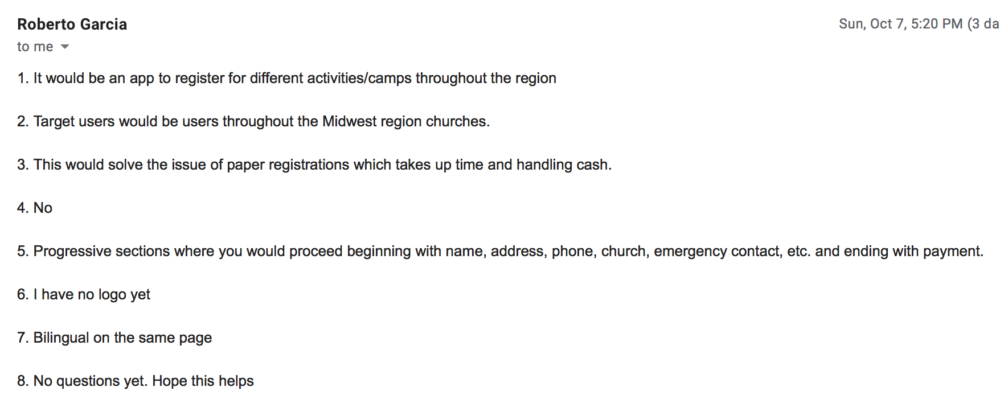 Roberto Garcia
Sun, Oct 7, 5:20 PM (3 da
to me
1. It would be an app to register for different activities/camps throughout the region
2. Target users would be users throughout the Midwest region churches.
3. This would solve the issue of paper registrations which takes up time and handling cash.
4. No
5. Progressive sections where you would proceed beginning with name, address, phone, church, emergency contact, etc. and ending with payment.
6. I have no logo yet
7. Bilingual on the same page
8. No questions yet. Hope this helps